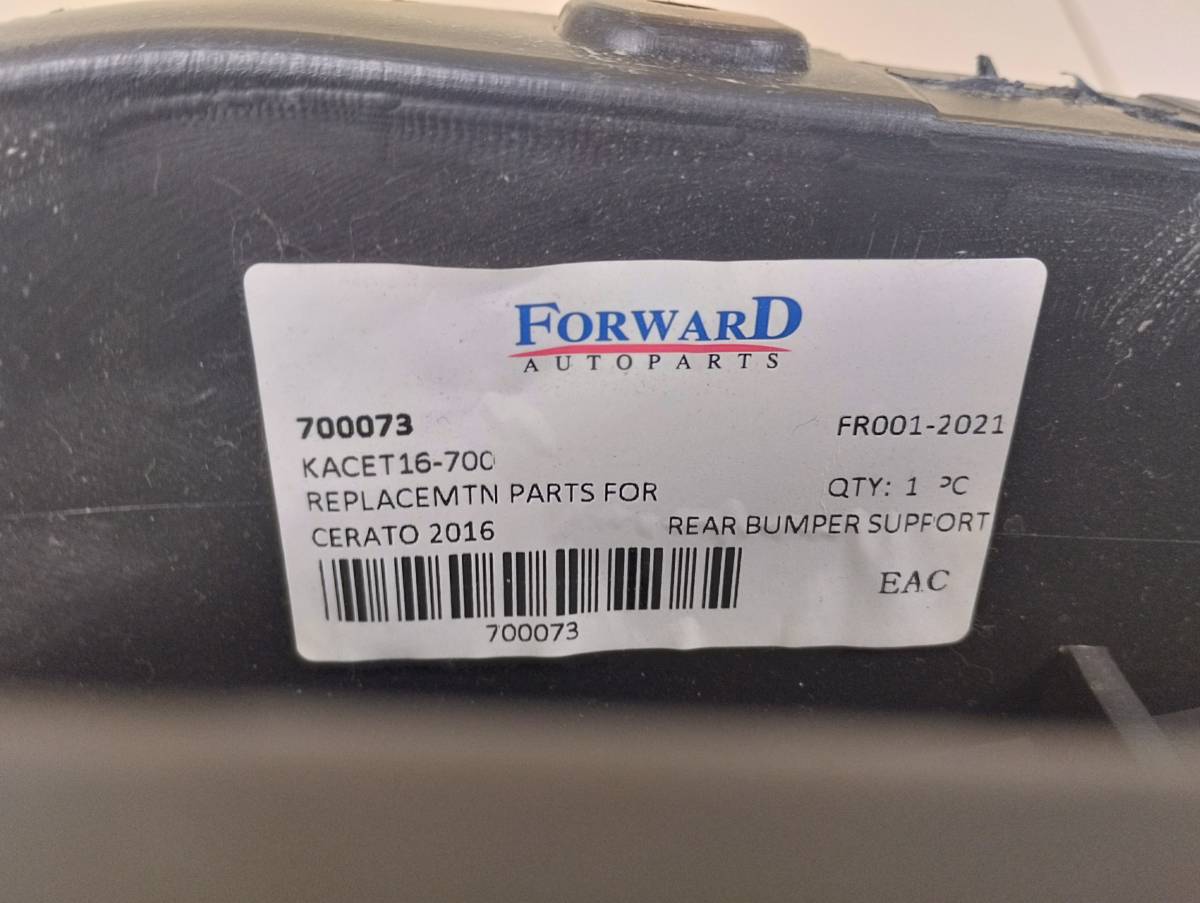 FORWARD
AUTOPARTS
700073 FR001-2021
KACET16-700
REPLACEMTN PARTS FOR QTY: 1 PC
CERATO 2016 REAR BUMPER SUPPORT
EAC
700073